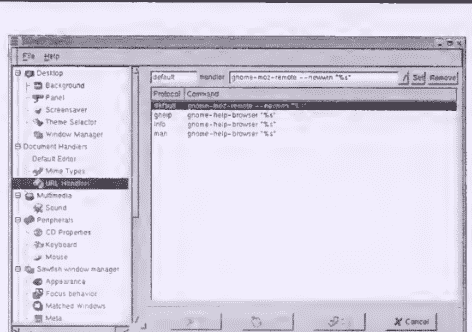 File Help
Desktop
Background
Panel
Screensaver
Theme Selector
Window Manager
Document Handlers
Default Editor
Mime Types
URL Handlers
Multimedia
Sound
Peripherals
CD Properties
Keyboard
Mouse
Sawfish window manager
Appearance
Focus behavior
Matched Windows
Meta
default handler gnome-moz-remote --newwin "%s" Set Remove
Protocol Command
default gnome-moz-remote --newwin "%s"
ghelp gnome-help-browser "%s"
info gnome-help-browser "%s"
man gnome-help-browser "%s"
Cancel